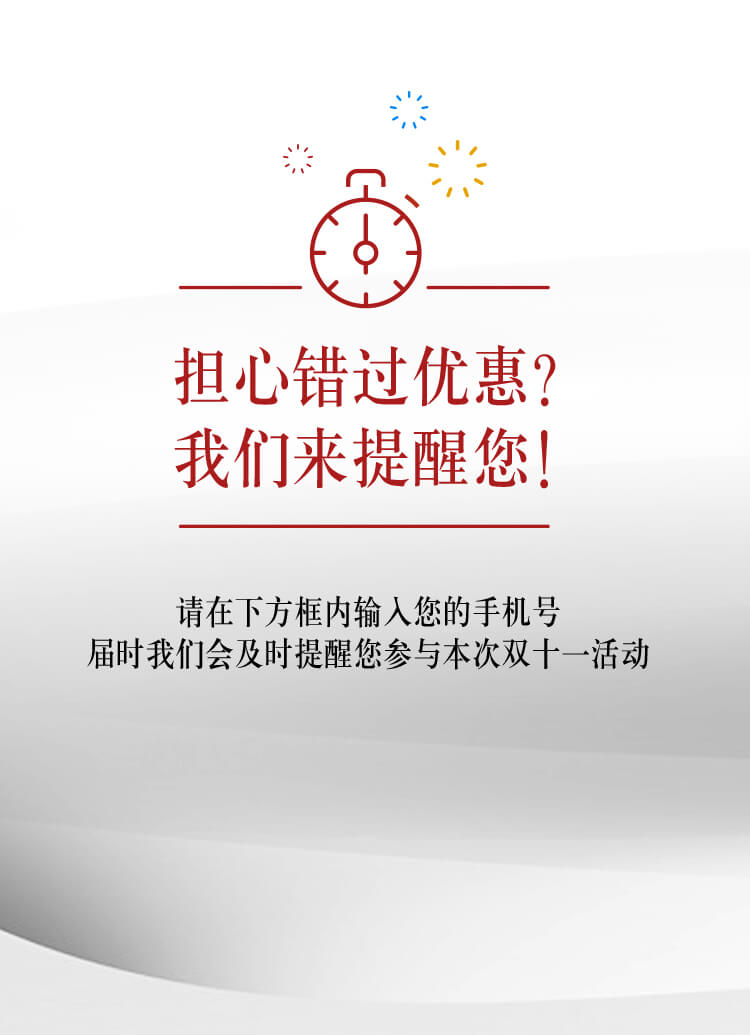 担心错过优惠?
我们来提醒您!
请在下方框内输入您的手机号
届时我们会及时提醒您参与本次双十一活动